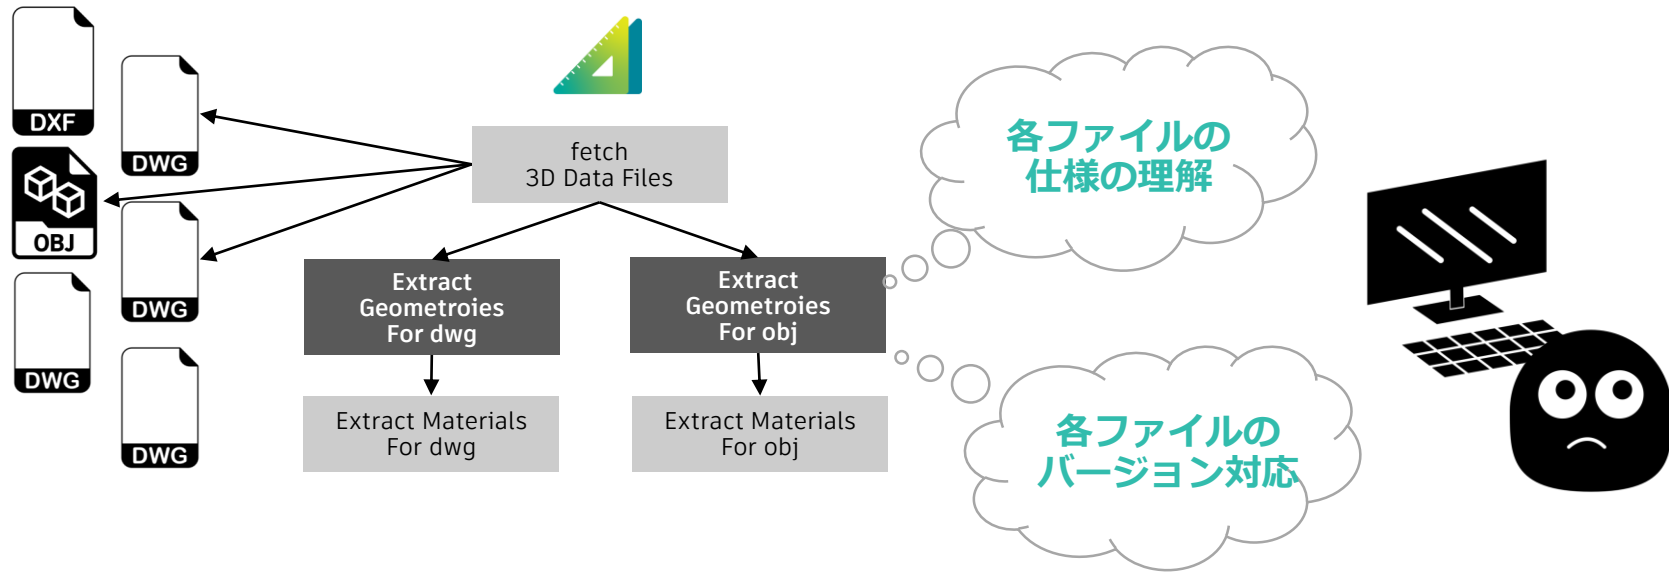 DXF
DWG
OBJ
DWG
DWG
DWG
fetch
3D Data Files
Extract
Geometroies
For dwg
Extract
Geometroies
For obj
Extract Materials
For dwg
Extract Materials
For obj
各ファイルの
仕様の理解
各ファイルの
バージョン対応